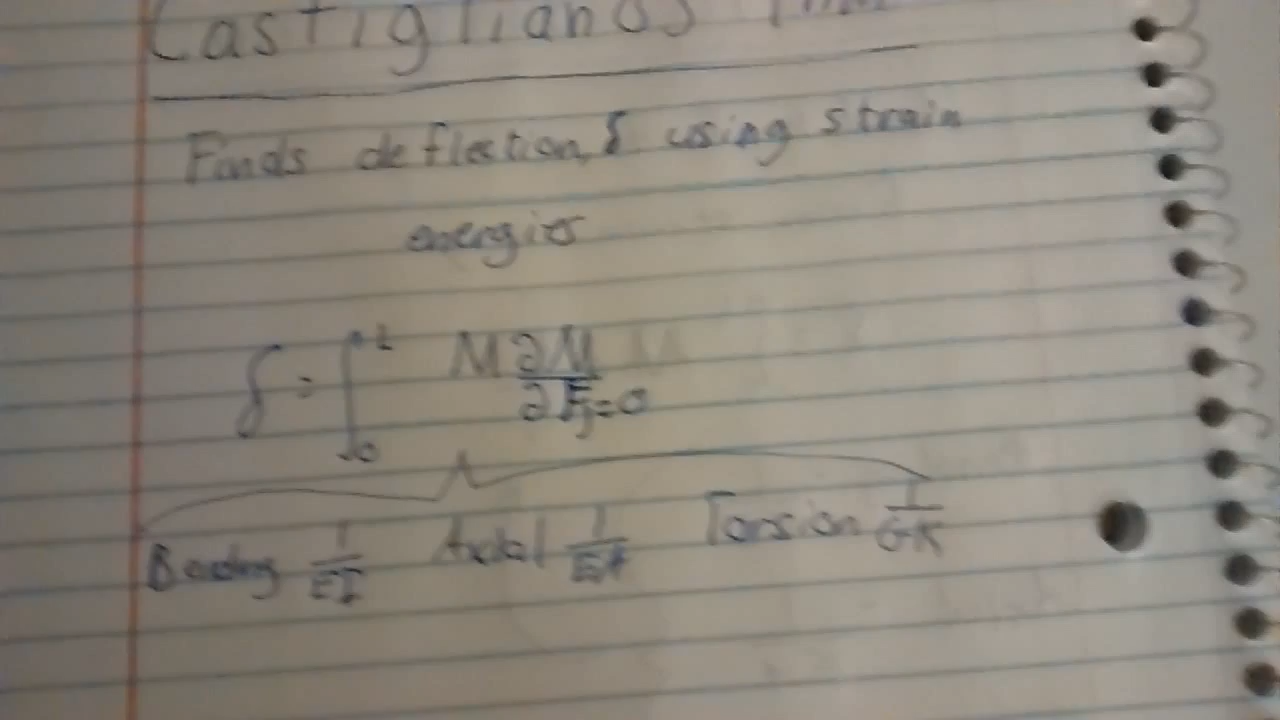 Castiglianos
Finds deflection, δ using strain
energies
δ = ∫₀ᴸ M ∂M / ∂Fj=0
Bending 1/EI Axial 1/EA Torsion 1/GK